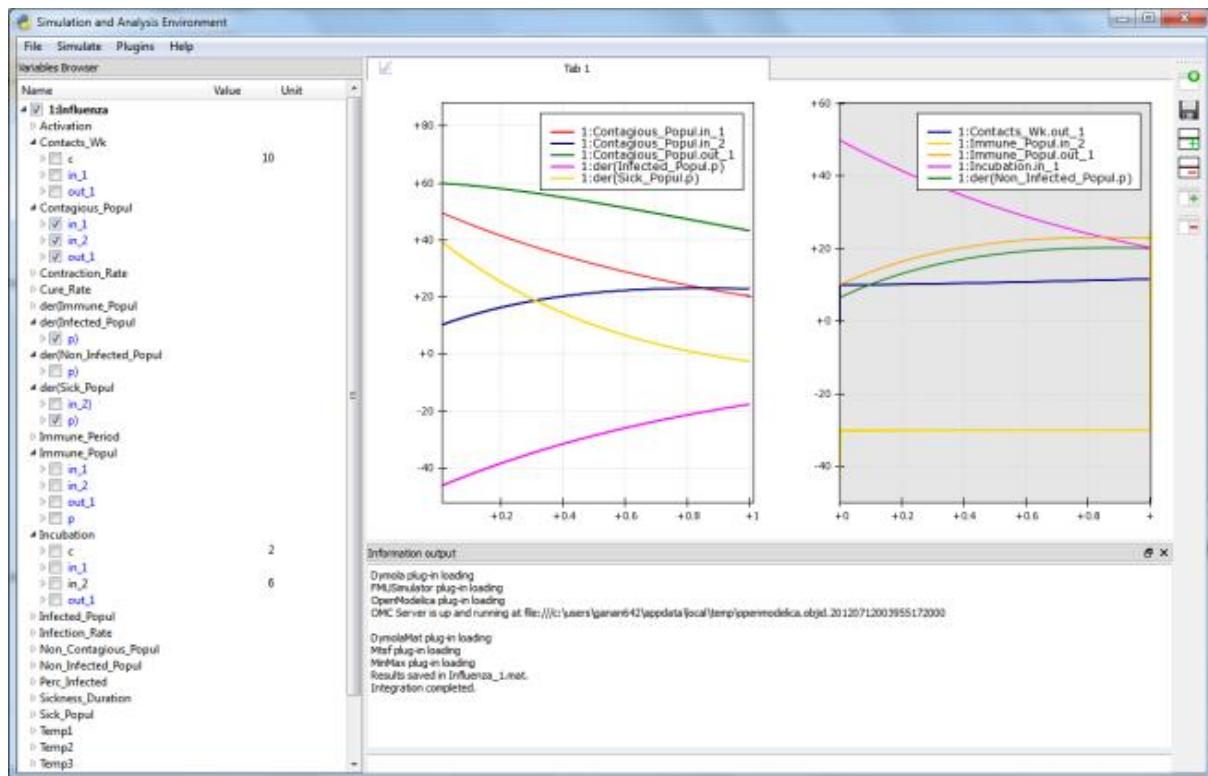 Simulation and Analysis Environment
File Simulate Plugins Help
Variables Browser
Name Value Unit
1:Influenza
Activation
Contacts_Wk
c 10
in_1
out_1
Contagious_Popul
in_1
in_2
out_1
Contraction_Rate
Cure_Rate
der(Immune_Popul
der(Infected_Popul
p)
der(Non_Infected_Popul
p)
der(Sick_Popul
in_2)
p)
Immune_Period
Immune_Popul
in_1
in_2
out_1
p
Incubation
c 2
in_1
in_2 6
out_1
Infected_Popul
Infection_Rate
Non_Contagious_Popul
Non_Infected_Popul
Perc_Infected
Sickness_Duration
Sick_Popul
Temp1
Temp2
Temp3
Tab 1
1:Contagious_Popul.in_1
1:Contagious_Popul.in_2
1:Contagious_Popul.out_1
1:der(Infected_Popul.p)
1:der(Sick_Popul.p)
+80
+60
+40
+20
+0
-20
-40
+0.2 +0.4 +0.6 +0.8 +1
1:Contacts_Wk.out_1
1:Immune_Popul.in_2
1:Immune_Popul.out_1
1:Incubation.in_1
1:der(Non_Infected_Popul.p)
+60
+40
+20
+0
-20
-40
+0 +0.2 +0.4 +0.6 +0.8 +
Information output
Dymola plug-in loading
FMUSimulator plug-in loading
OpenModelica plug-in loading
OMC Server is up and running at file:///c:\users\ganan642\appdata\local\temp\openmodelica.objid.20120712003955172000
DymolaMat plug-in loading
Mtsf plug-in loading
MinMax plug-in loading
Results saved in Influenza_1.mat.
Integration completed.